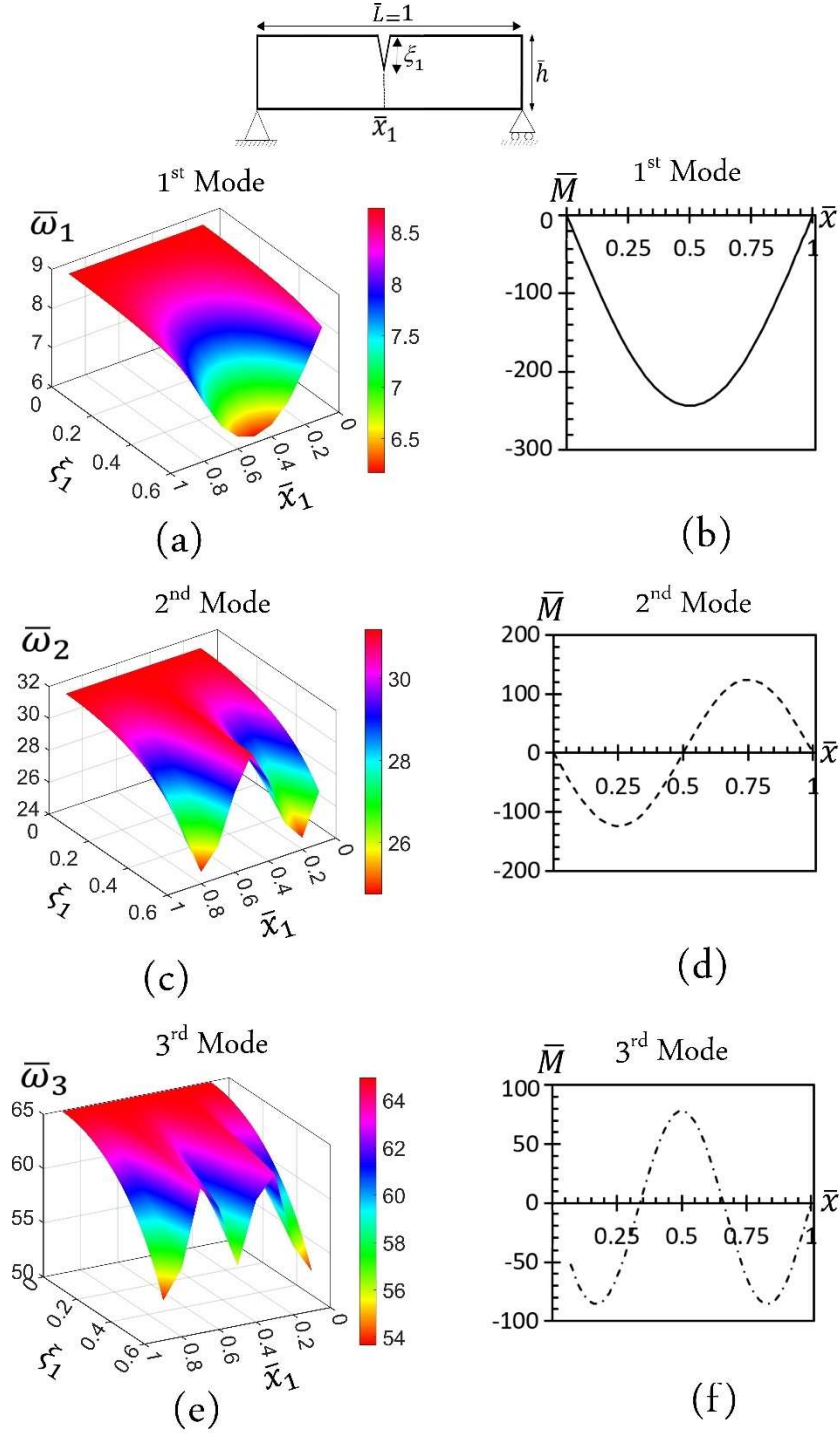 L̅=1
ξ₁
h̅
x̅₁
1st Mode
ω̅₁
9
8
7
6
0
0.2
0.4
0.6
ξ₁
1
0.8
0.6
0.4
0.2
0
x̅₁
8.5
8
7.5
7
6.5
(a)
1st Mode
M̅
x̅
0
-100
-200
-300
0.25
0.5
0.75
1
(b)
2nd Mode
ω̅₂
32
30
28
26
24
0
0.2
0.4
0.6
ξ₁
1
0.8
0.6
0.4
0.2
0
x̅₁
30
28
26
(c)
2nd Mode
M̅
x̅
200
100
0
-100
-200
0.25
0.5
0.75
1
(d)
3rd Mode
ω̅₃
65
60
55
50
0
0.2
0.4
0.6
ξ₁
1
0.8
0.6
0.4
0.2
0
x̅₁
64
62
60
58
56
54
(e)
3rd Mode
M̅
x̅
100
50
0
-50
-100
0.25
0.5
0.75
1
(f)